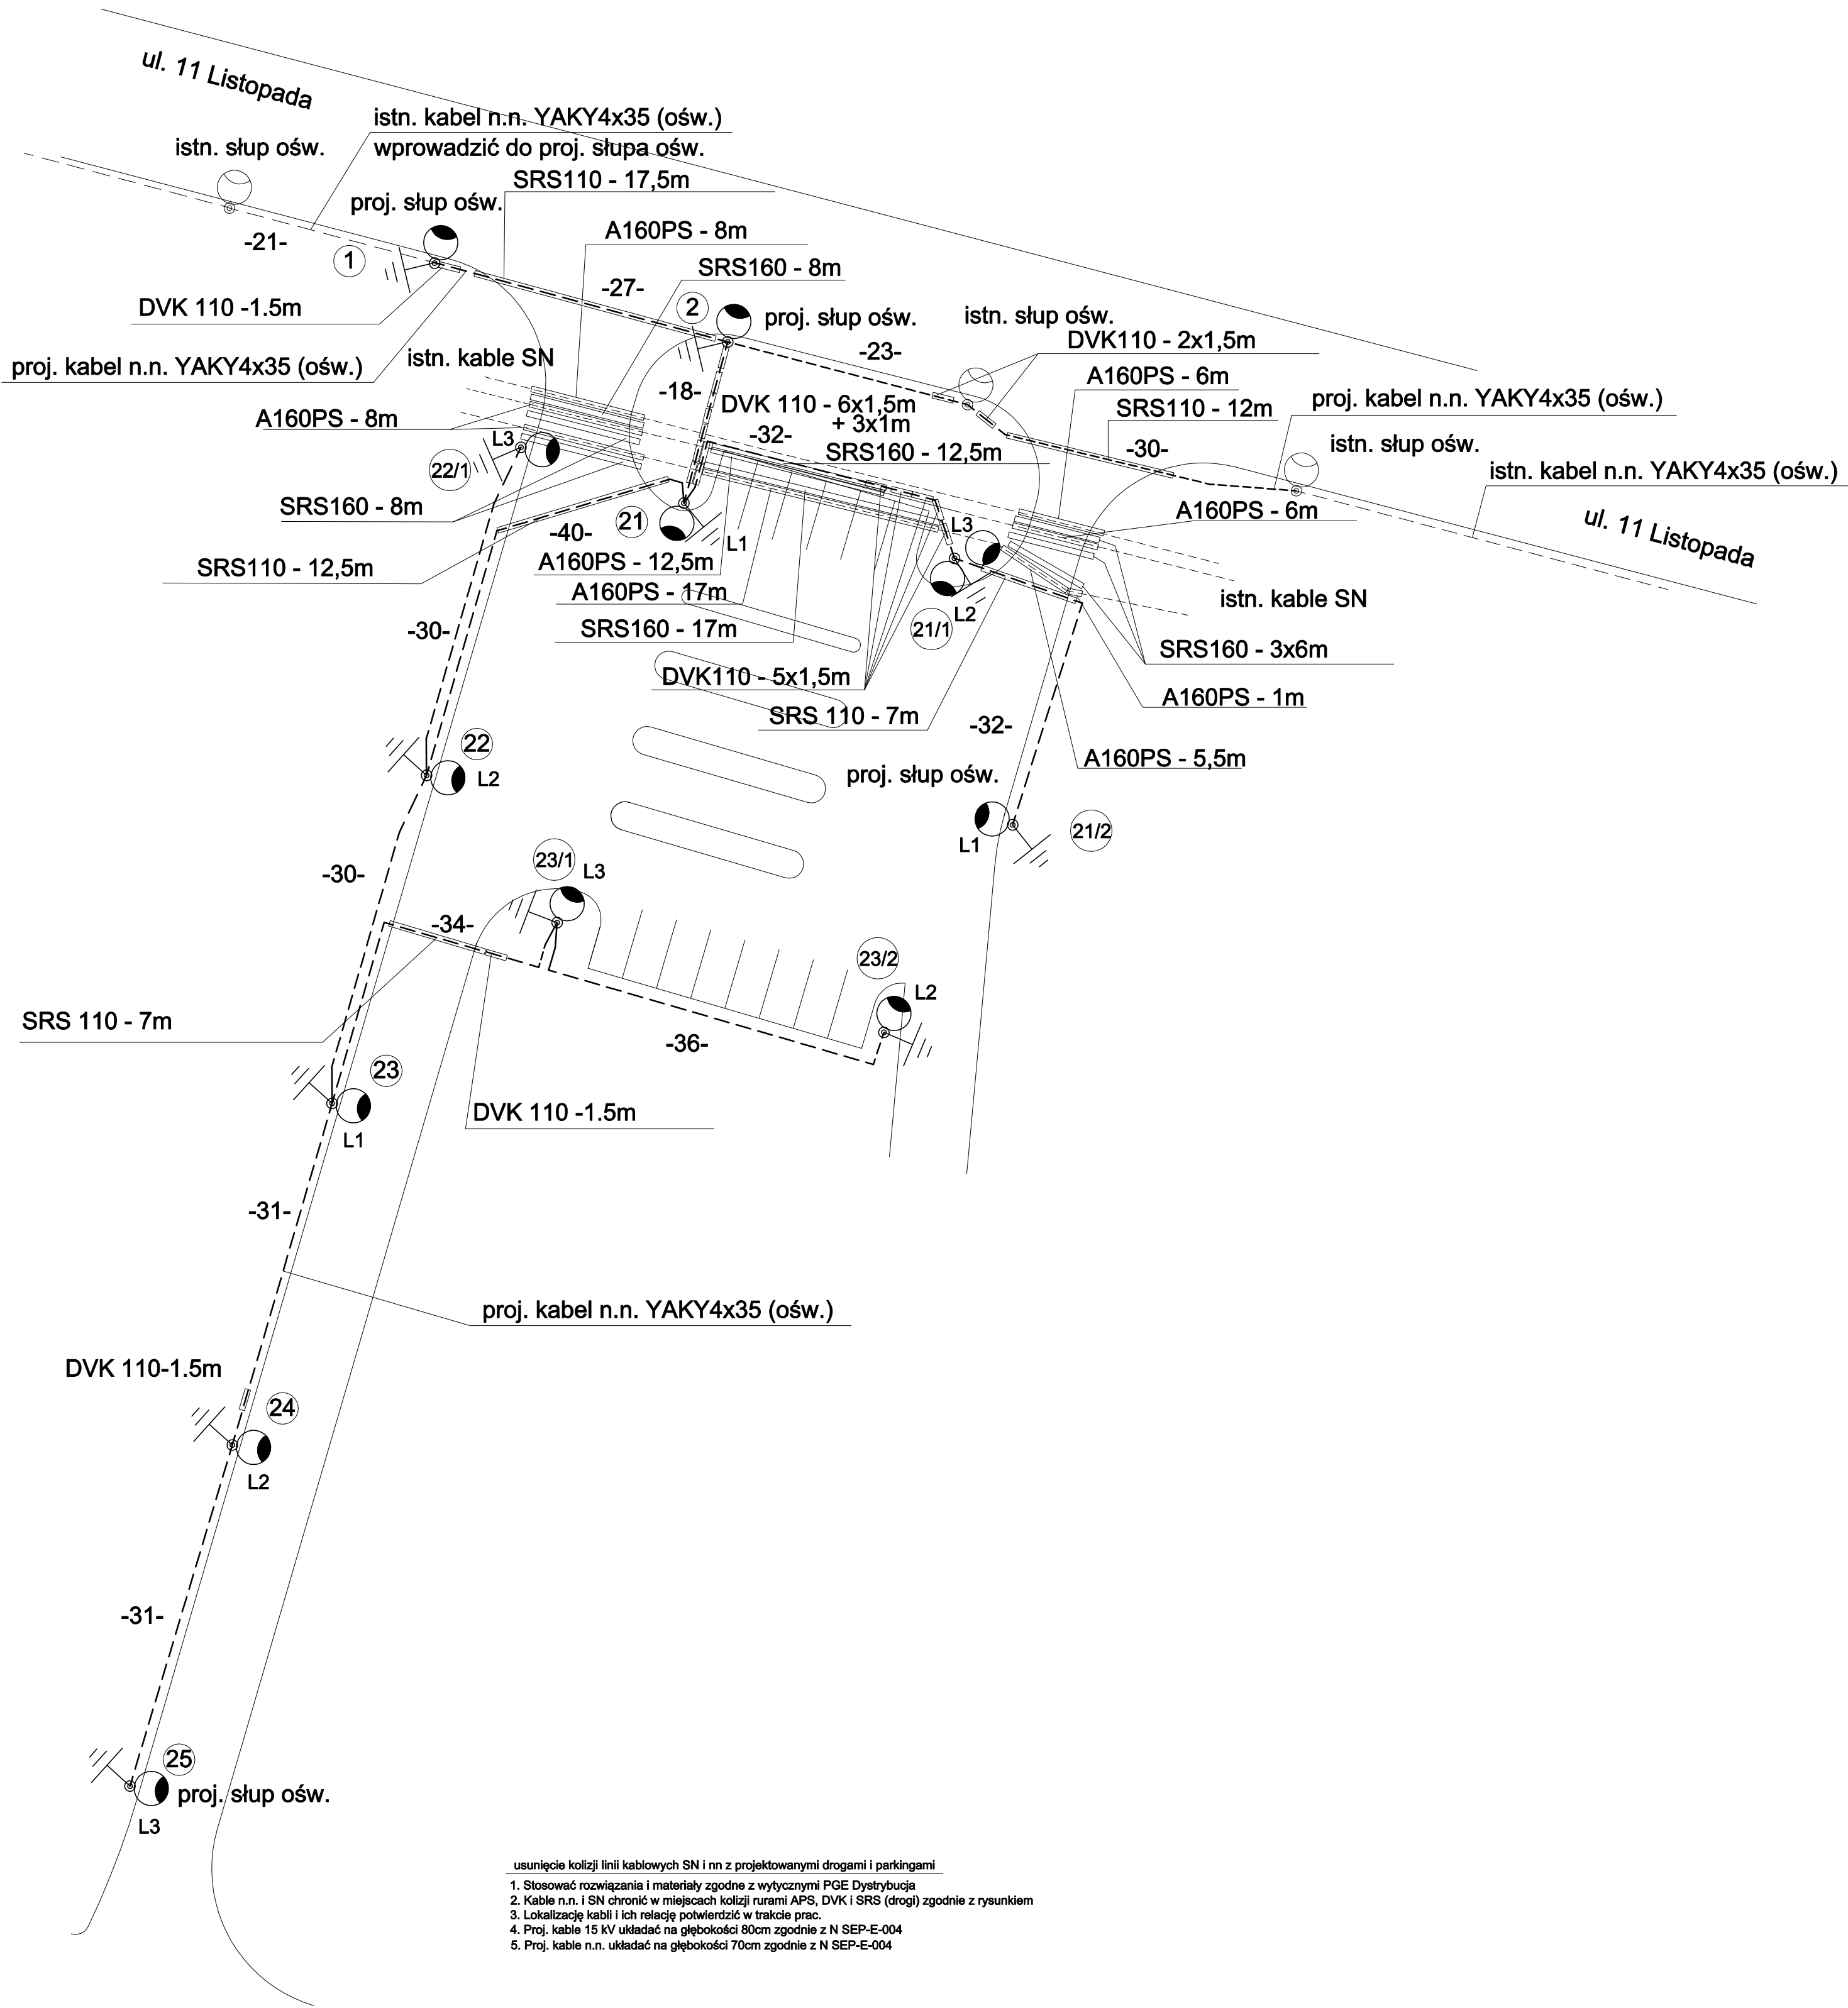 ul. 11 Listopada
istn. kabel n.n. YAKY4x35 (ośw.)
wprowadzić do proj. słupa ośw.
istn. słup ośw.
SRS110 - 17,5m
proj. słup ośw.
A160PS - 8m
-21-
1
SRS160 - 8m
-27-
DVK 110 -1.5m
2
proj. słup ośw.
istn. słup ośw.
DVK110 - 2x1,5m
istn. kable SN
-23-
proj. kabel n.n. YAKY4x35 (ośw.)
A160PS - 6m
-18-
DVK 110 - 6x1,5m
+ 3x1m
SRS110 - 12m
proj. kabel n.n. YAKY4x35 (ośw.)
A160PS - 8m
L3
-32-
SRS160 - 12,5m
-30-
istn. słup ośw.
22/1
istn. kabel n.n. YAKY4x35 (ośw.)
SRS160 - 8m
21
-40-
L1
L3
A160PS - 6m
ul. 11 Listopada
SRS110 - 12,5m
A160PS - 12,5m
A160PS - 17m
L2
istn. kable SN
-30-
SRS160 - 17m
21/1
SRS160 - 3x6m
DVK110 - 5x1,5m
A160PS - 1m
SRS 110 - 7m
-32-
22
A160PS - 5,5m
L2
proj. słup ośw.
21/2
L1
23/1
L3
-30-
-34-
23/2
L2
SRS 110 - 7m
-36-
23
DVK 110 -1.5m
L1
-31-
proj. kabel n.n. YAKY4x35 (ośw.)
DVK 110-1.5m
24
L2
-31-
25
proj. słup ośw.
L3
usunięcie kolizji linii kablowych SN i nn z projektowanymi drogami i parkingami
1. Stosować rozwiązania i materiały zgodne z wytycznymi PGE Dystrybucja
2. Kable n.n. i SN chronić w miejscach kolizji rurami APS, DVK i SRS (drogi) zgodnie z rysunkiem
3. Lokalizację kabli i ich relację potwierdzić w trakcie prac.
4. Proj. kable 15 kV układać na głębokości 80cm zgodnie z N SEP-E-004
5. Proj. kable n.n. układać na głębokości 70cm zgodnie z N SEP-E-004